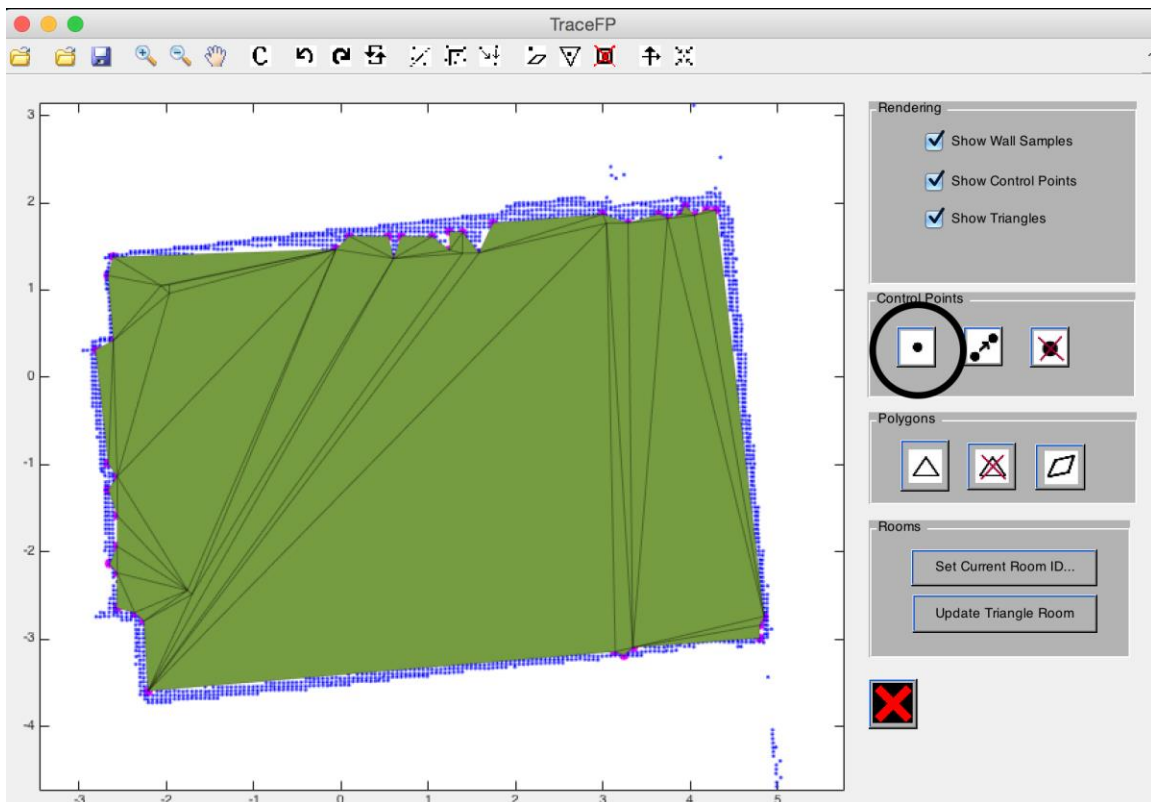 TraceFP
C
Rendering
Show Wall Samples
Show Control Points
Show Triangles
Control Points
Polygons
Rooms
Set Current Room ID...
Update Triangle Room
3
2
1
0
-1
-2
-3
-4
-3 -2 -1 0 1 2 3 4 5